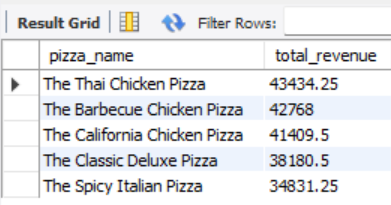 Result Grid Filter Rows:
pizza_name total_revenue
The Thai Chicken Pizza 43434.25
The Barbecue Chicken Pizza 42768
The California Chicken Pizza 41409.5
The Classic Deluxe Pizza 38180.5
The Spicy Italian Pizza 34831.25